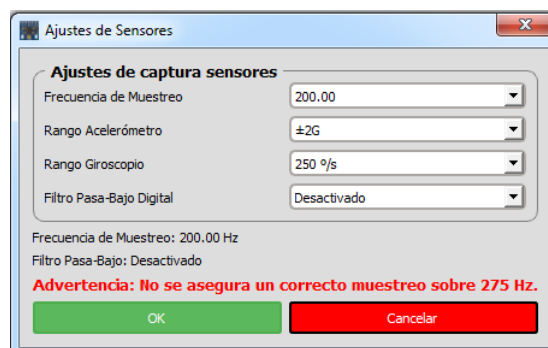 Ajustes de Sensores
Ajustes de captura sensores
Frecuencia de Muestreo 200.00
Rango Acelerómetro ±2G
Rango Giroscopio 250 º/s
Filtro Pasa-Bajo Digital Desactivado
Frecuencia de Muestreo: 200.00 Hz
Filtro Pasa-Bajo: Desactivado
Advertencia: No se asegura un correcto muestreo sobre 275 Hz.
OK Cancelar